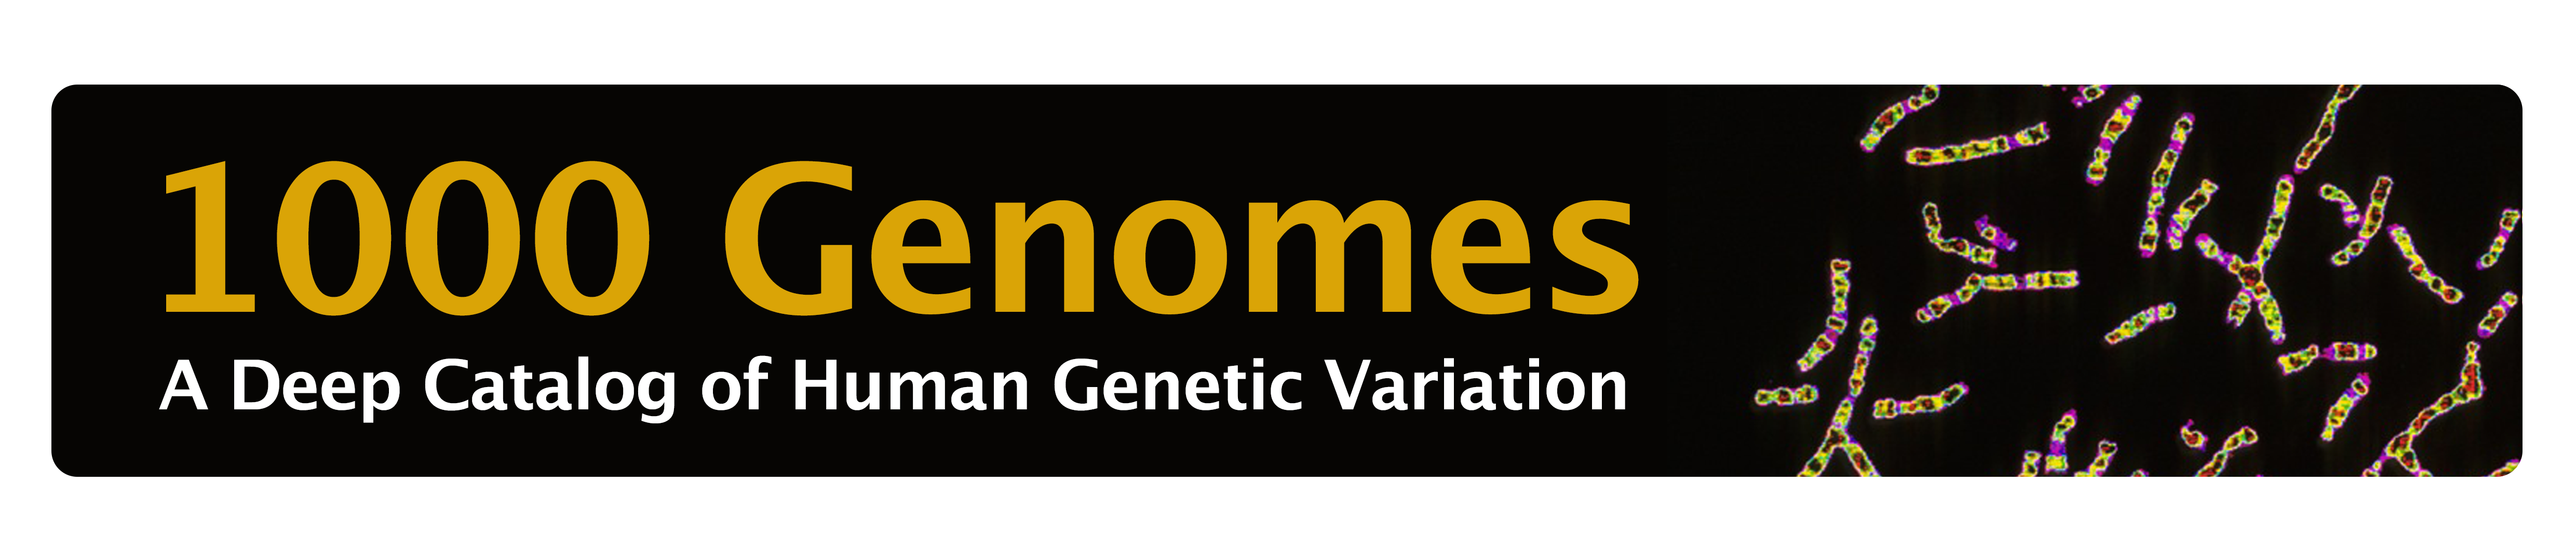 1000 Genomes
A Deep Catalog of Human Genetic Variation